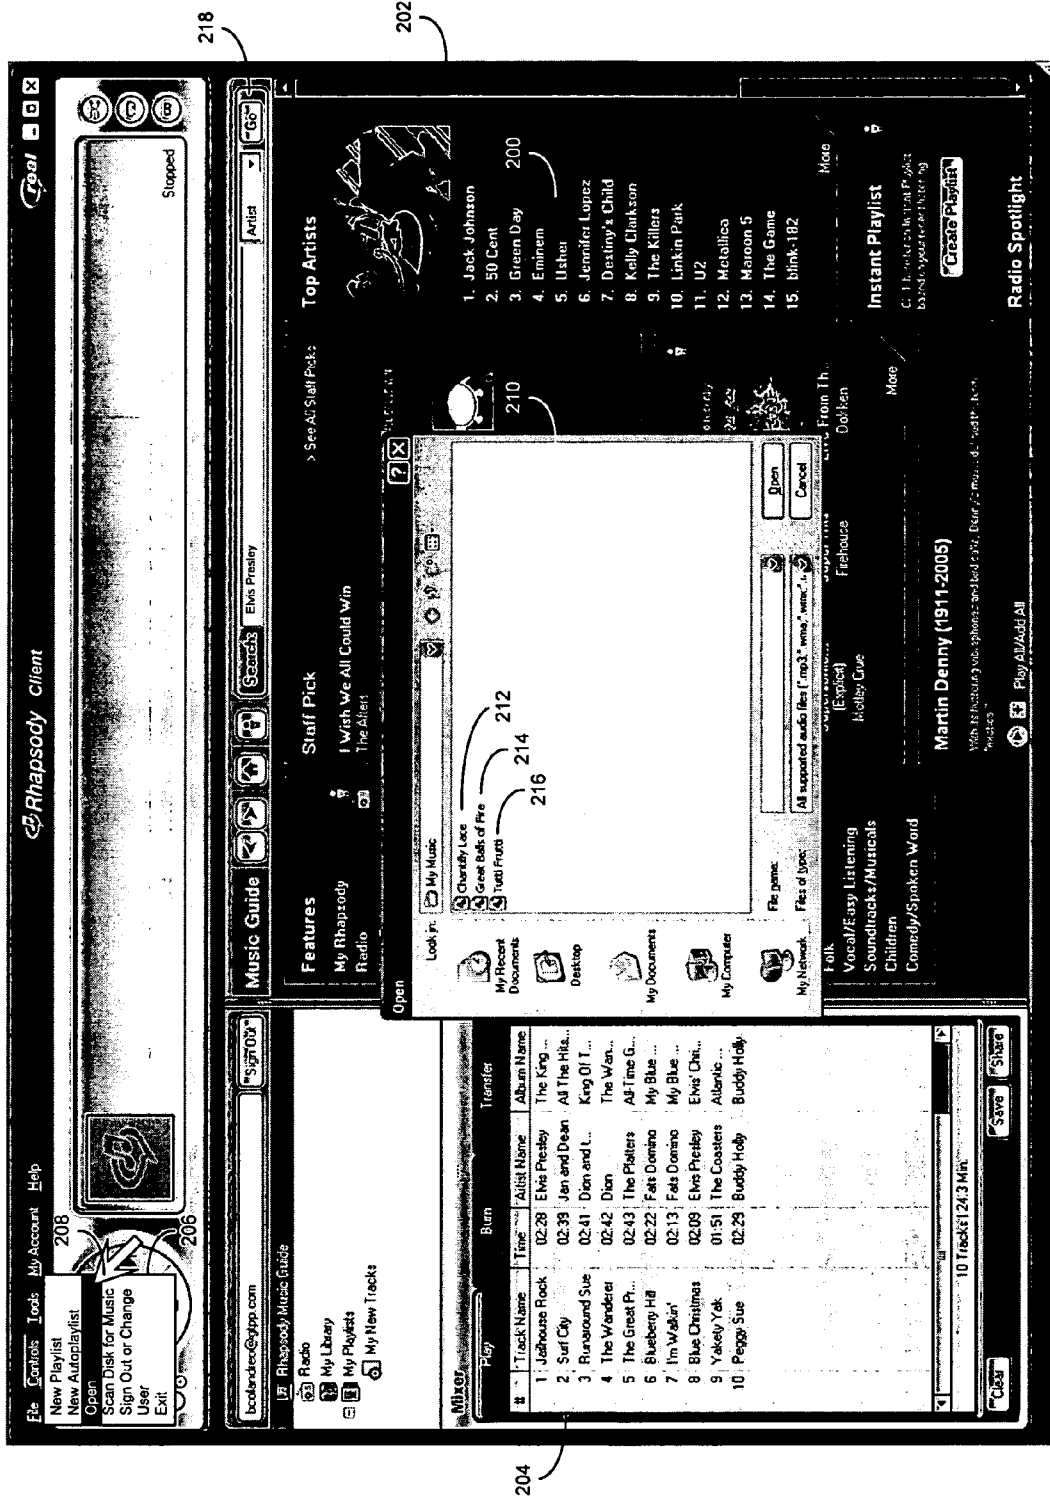 202
218
Rhapsody Client
real
File Controls Tools My Account Help
New Playlist
New Autoplaylist
Open
Scan Disk for Music
Sign Out or Change
User
Exit
208
206
Stopped
bcolandreo@gbpp.com
"Sign Out"
Rhapsody Music Guide
Radio
My Library
My Playlists
My New Tracks
Music Guide
Search
Elvis Presley
Artist
"Go"
Features
My Rhapsody
Radio
Staff Pick
> See All Staff Picks
I Wish We All Could Win
The Afters
Top Artists
1. Jack Johnson
2. 50 Cent
3. Green Day
4. Eminem
5. Usher
6. Jennifer Lopez
7. Destiny's Child
8. Kelly Clarkson
9. The Killers
10. Linkin Park
11. U2
12. Metallica
13. Maroon 5
14. The Game
15. blink-182
More
200
210
Open
Look in: My Music
My Recent Documents
Desktop
My Documents
My Computer
My Network
Chantilly Lace
Great Balls of Fire
Tutti Frutti
212
214
216
File name:
Files of type: All supported audio files (*.mp3,*.wma,*.wmc,*.
Open
Cancel
Mixer
Play Burn Transfer
# Track Name Time Artist Name Album Name
1 Jailhouse Rock 02:28 Elvis Presley The King ...
2 Surf City 02:39 Jan and Dean All The Hits...
3 Runaround Sue 02:41 Dion and t... King Of T...
4 The Wanderer 02:42 Dion The Wan...
5 The Great Pr... 02:43 The Platters All-Time G...
6 Blueberry Hill 02:22 Fats Domino My Blue ...
7 I'm Walkin' 02:13 Fats Domino My Blue ...
8 Blue Christmas 02:09 Elvis Presley Elvis' Chri...
9 Yakety Yak 01:51 The Coasters Atlantic ...
10 Peggy Sue 02:29 Buddy Holly Buddy Holly
10 Tracks! 24:3 Min.
"Clear"
"Save"
"Share"
204
Folk
Vocal/Easy Listening
Soundtracks/Musicals
Children
Comedy/Spoken Word
[Explicit]
Motley Crue
Firehouse
From Th...
Dokken
More
Martin Denny (1911-2005)
Play All/Add All
Instant Playlist
"Create Playlist"
Radio Spotlight